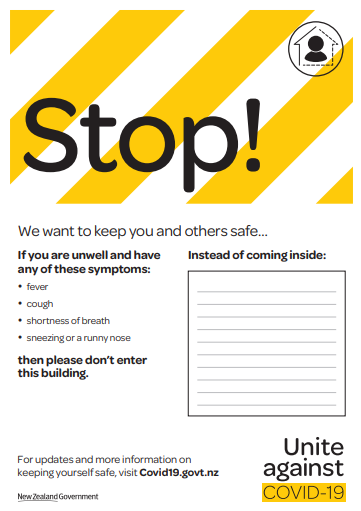 Stop!
We want to keep you and others safe...
If you are unwell and have
any of these symptoms:
• fever
• cough
• shortness of breath
• sneezing or a runny nose
then please don't enter
this building.
Instead of coming inside:
For updates and more information on
keeping yourself safe, visit Covid19.govt.nz
New Zealand Government
Unite
against
COVID-19